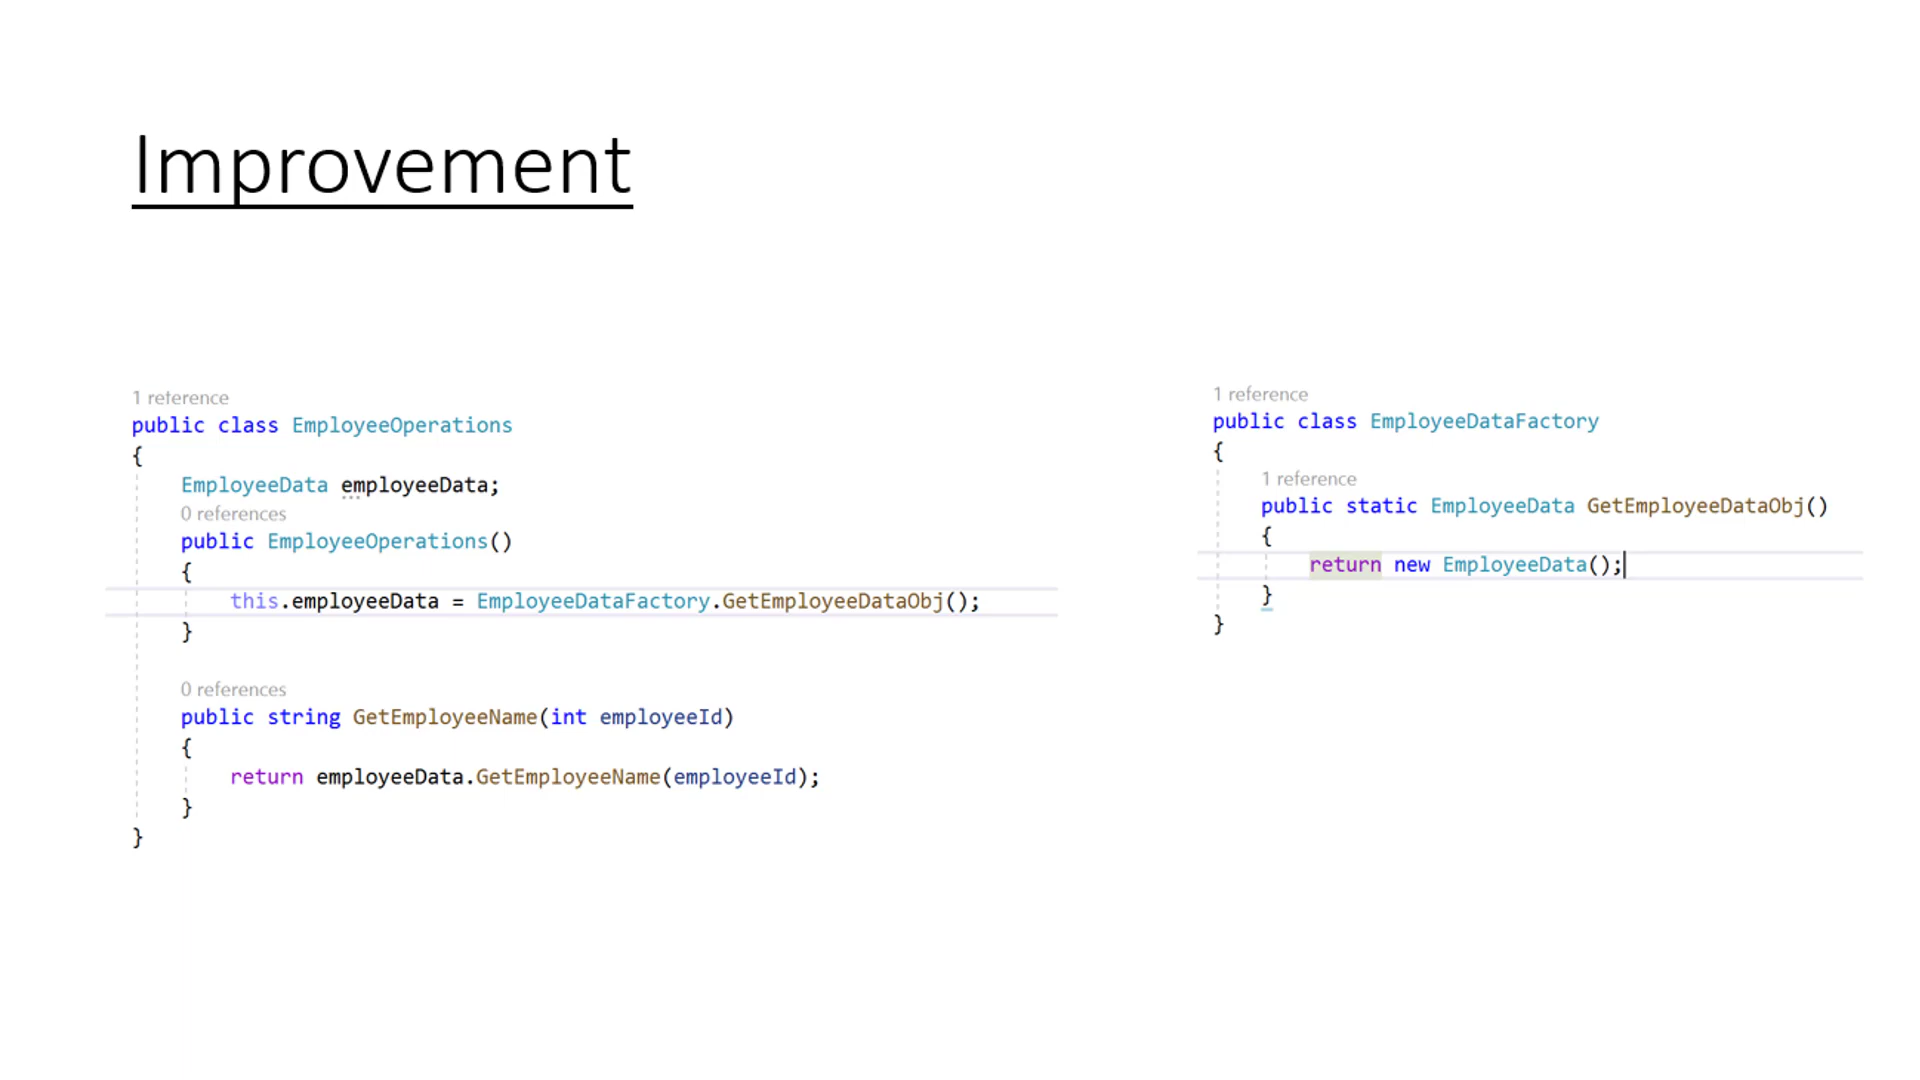 Improvement
1 reference
public class EmployeeOperations
{
EmployeeData employeeData;
0 references
public EmployeeOperations()
{
this.employeeData = EmployeeDataFactory.GetEmployeeDataObj();
}
0 references
public string GetEmployeeName(int employeeId)
{
return employeeData.GetEmployeeName(employeeId);
}
}
1 reference
public class EmployeeDataFactory
{
1 reference
public static EmployeeData GetEmployeeDataObj()
{
return new EmployeeData();
}
}